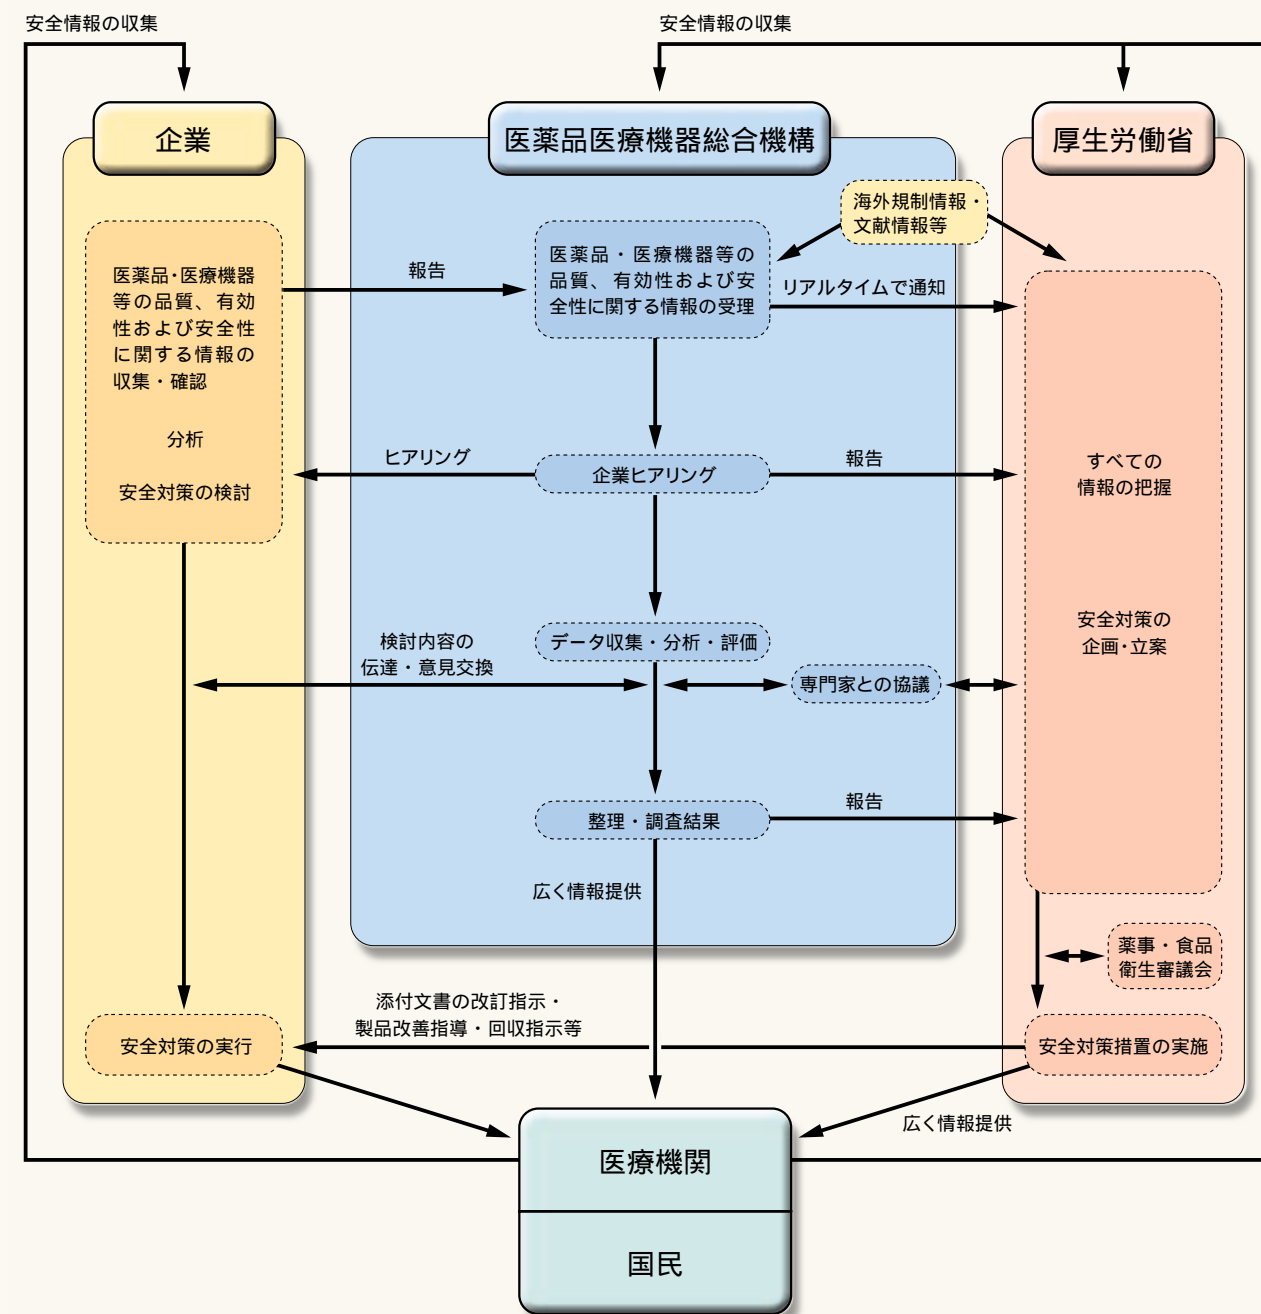 安全情報の収集
安全情報の収集
企業
医薬品医療機器総合機構
厚生労働省
海外規制情報・
文献情報等
医薬品・医療機器
等の品質、有効
性および安全性
に関する情報の
収集・確認
分析
安全対策の検討
報告
医薬品・医療機器等の
品質、有効性および安
全性に関する情報の受理
リアルタイムで通知
ヒアリング
企業ヒアリング
報告
すべての
情報の把握
安全対策の
企画・立案
検討内容の
伝達・意見交換
データ収集・分析・評価
専門家との協議
整理・調査結果
報告
広く情報提供
薬事・食品
衛生審議会
添付文書の改訂指示・
製品改善指導・回収指示等
安全対策の実行
安全対策措置の実施
広く情報提供
医療機関
国民